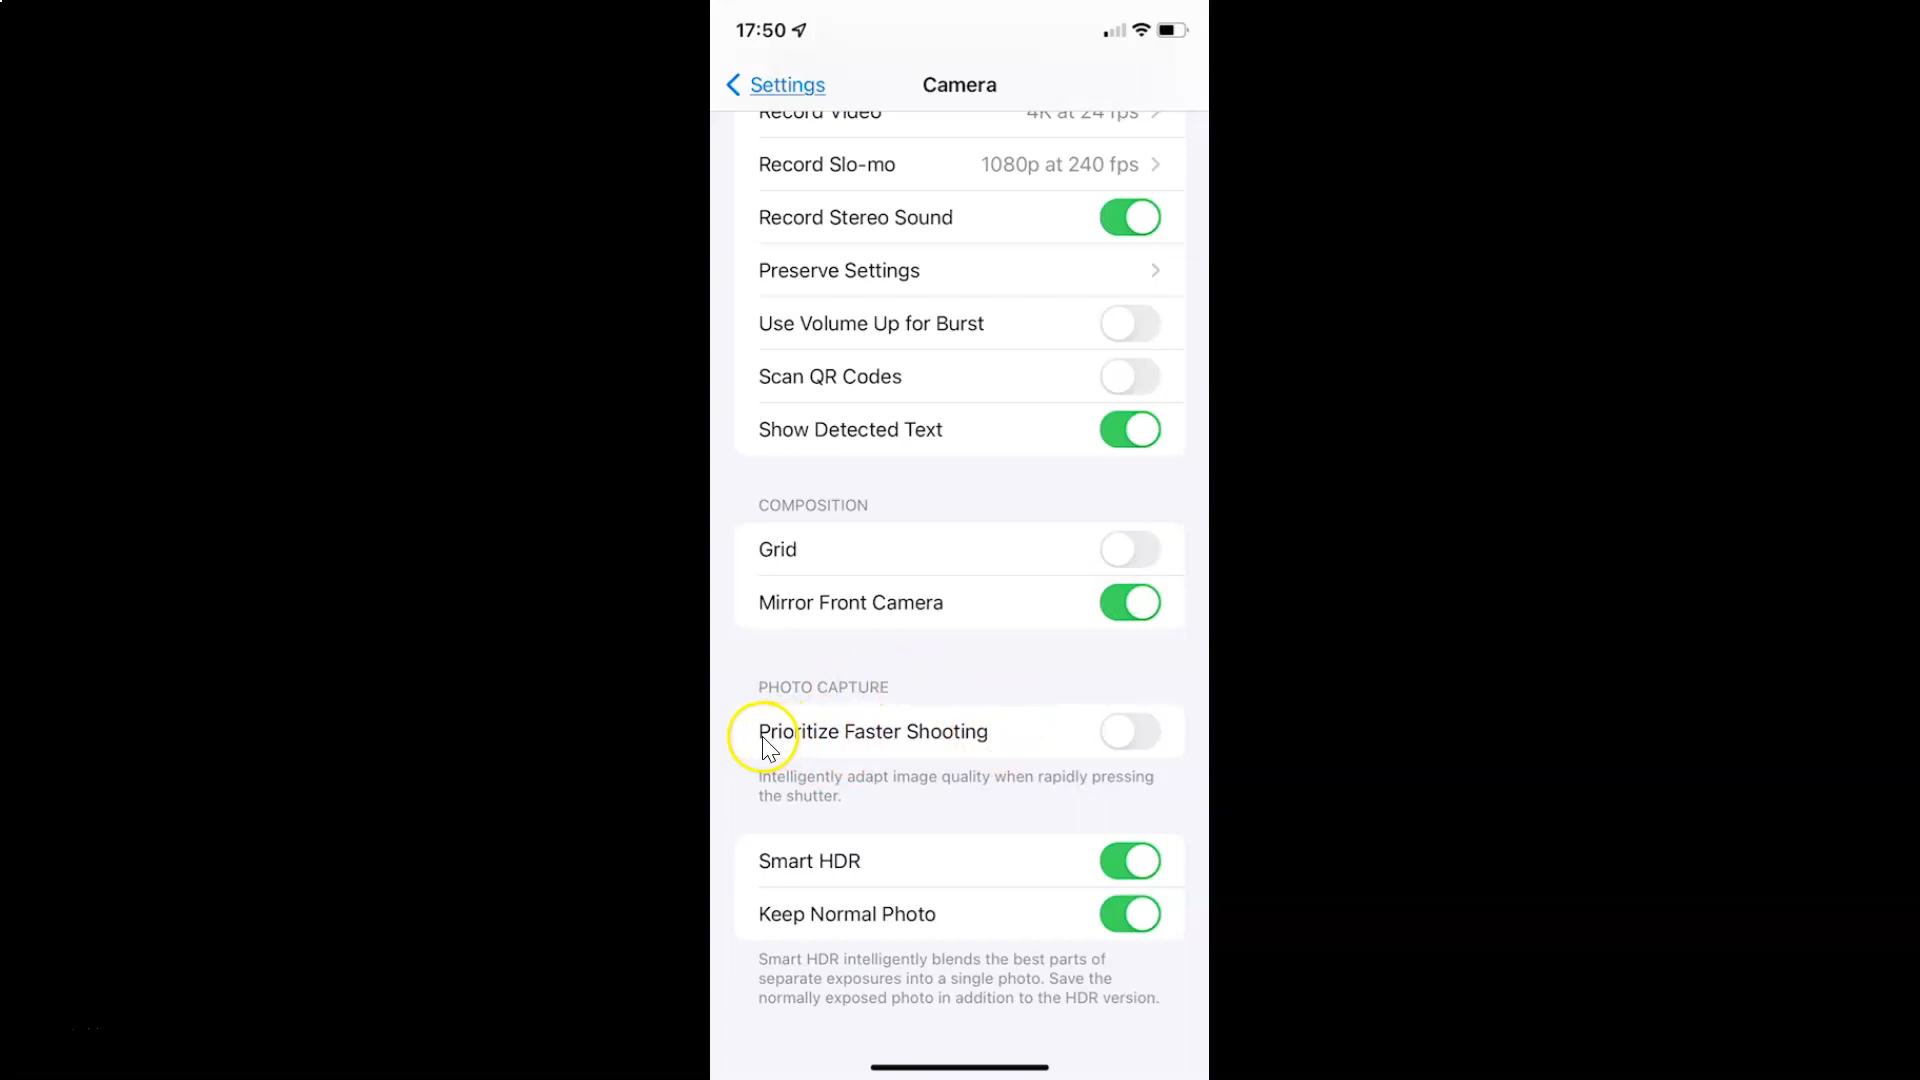 17:50
Settings
Camera
Record Video 4K at 24 fps
Record Slo-mo 1080p at 240 fps
Record Stereo Sound
Preserve Settings
Use Volume Up for Burst
Scan QR Codes
Show Detected Text
COMPOSITION
Grid
Mirror Front Camera
PHOTO CAPTURE
Prioritize Faster Shooting
Intelligently adapt image quality when rapidly pressing
the shutter.
Smart HDR
Keep Normal Photo
Smart HDR intelligently blends the best parts of
separate exposures into a single photo. Save the
normally exposed photo in addition to the HDR version.